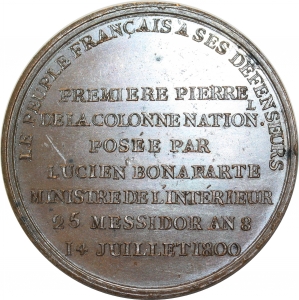 LE PEUPLE FRANÇAIS A SES DEFENSEURS
PREMIERE PIERRE
DE LA COLONNE NATION.L
POSÉE PAR
LUCIEN BONAPARTE
MINISTRE DE L'INTERIEUR
25 MESSIDOR AN 8
14 JUILLET 1800